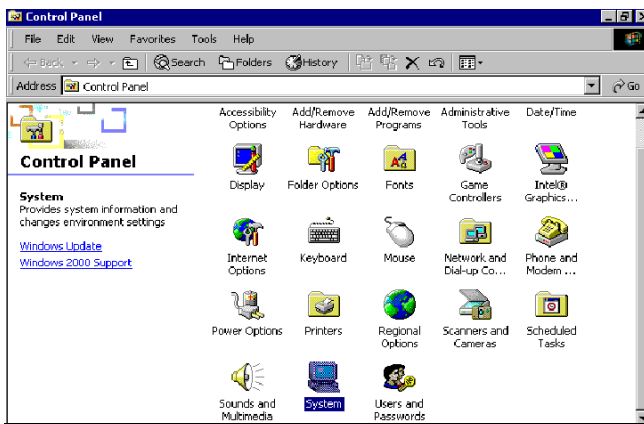 Control Panel
File Edit View Favorites Tools Help
Back Search Folders History
Address Control Panel Go
Control Panel
System
Provides system information and
changes environment settings
Windows Update
Windows 2000 Support
Accessibility Add/Remove Add/Remove Administrative Date/Time
Options Hardware Programs Tools
Display Folder Options Fonts Game Intel®
Controllers Graphics...
Internet Keyboard Mouse Network and Phone and
Options Dial-up Co... Modem ...
Power Options Printers Regional Scanners and Scheduled
Options Cameras Tasks
Sounds and System Users and
Multimedia Passwords